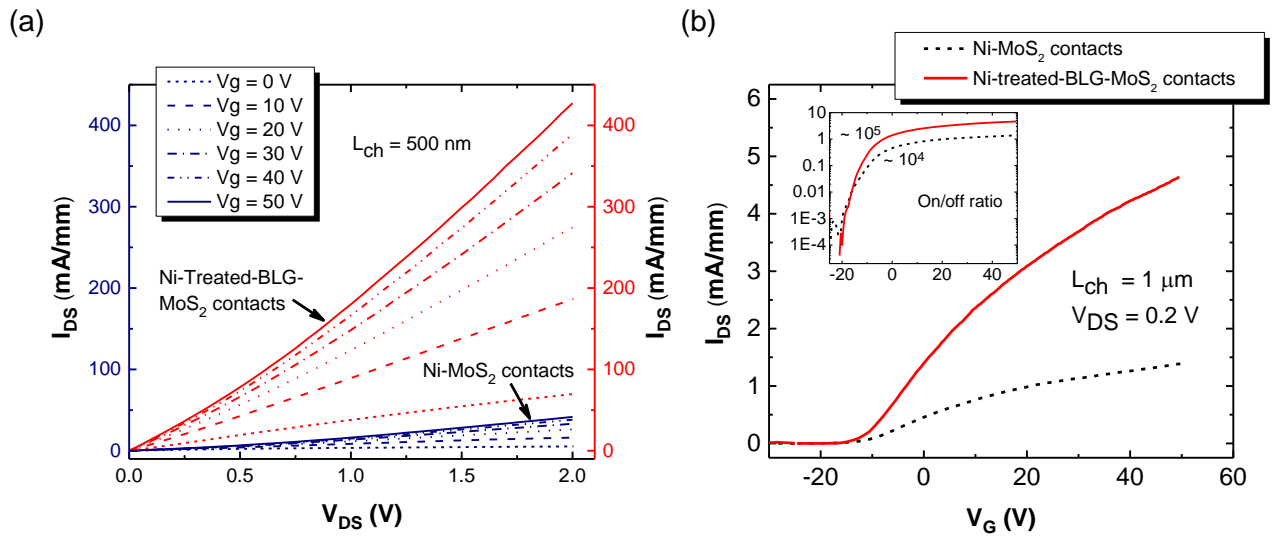 (a)
Vg = 0 V
Vg = 10 V
Vg = 20 V
Vg = 30 V
Vg = 40 V
Vg = 50 V
L_ch = 500 nm
Ni-Treated-BLG-
MoS₂ contacts
Ni-MoS₂ contacts
400
300
200
100
0
I_DS (mA/mm)
400
300
200
100
0
I_DS (mA/mm)
0.0 0.5 1.0 1.5 2.0
V_DS (V)
(b)
Ni-MoS₂ contacts
Ni-treated-BLG-MoS₂ contacts
6
5
4
3
2
1
0
I_DS (mA/mm)
10
1
0.1
0.01
1E-3
1E-4
~ 10⁵
~ 10⁴
On/off ratio
-20 0 20 40
L_ch = 1 μm
V_DS = 0.2 V
-20 0 20 40 60
V_G (V)